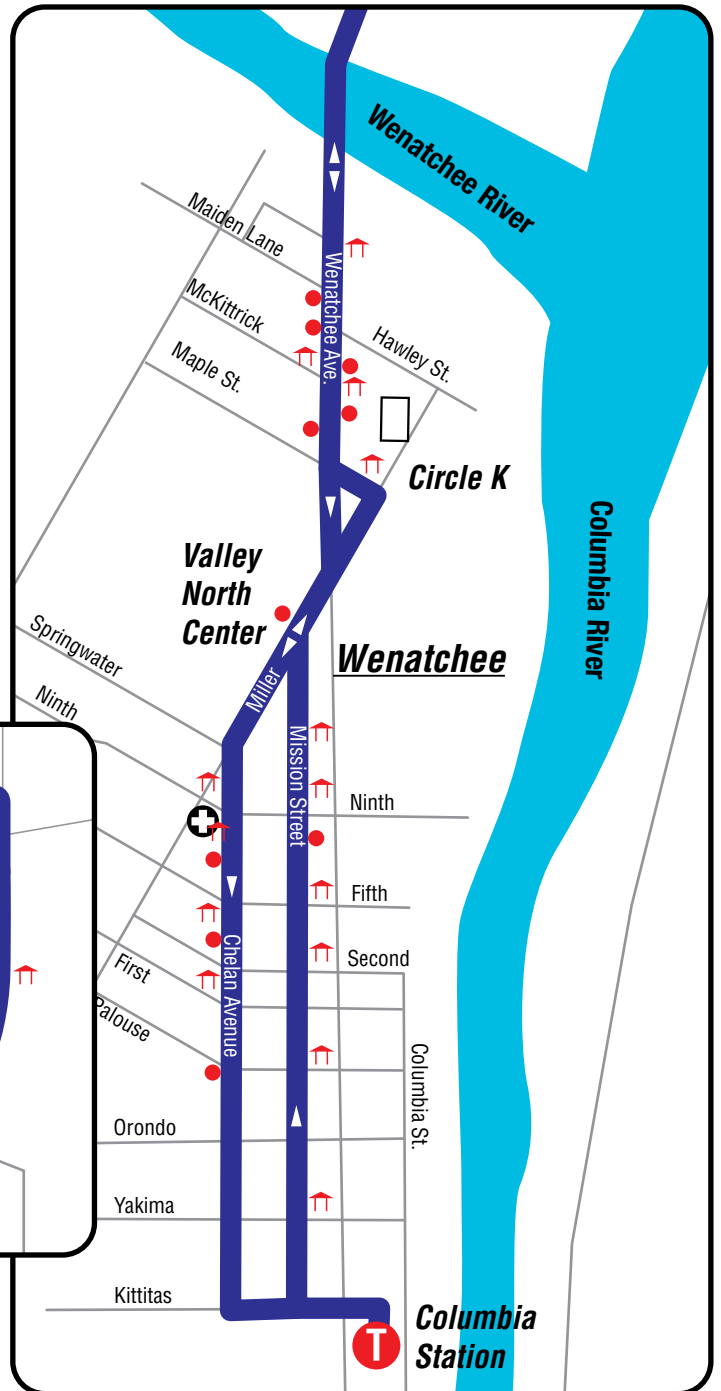 Wenatchee River
Maiden Lane
McKittrick
Wenatchee Ave.
Hawley St.
Maple St.
Circle K
Columbia River
Valley
North
Center
Springwater
Wenatchee
Miller
Ninth
Mission Street
Ninth
Fifth
Chelan Avenue
Second
First
Palouse
Columbia St.
Orondo
Yakima
Kittitas
Columbia
Station
T